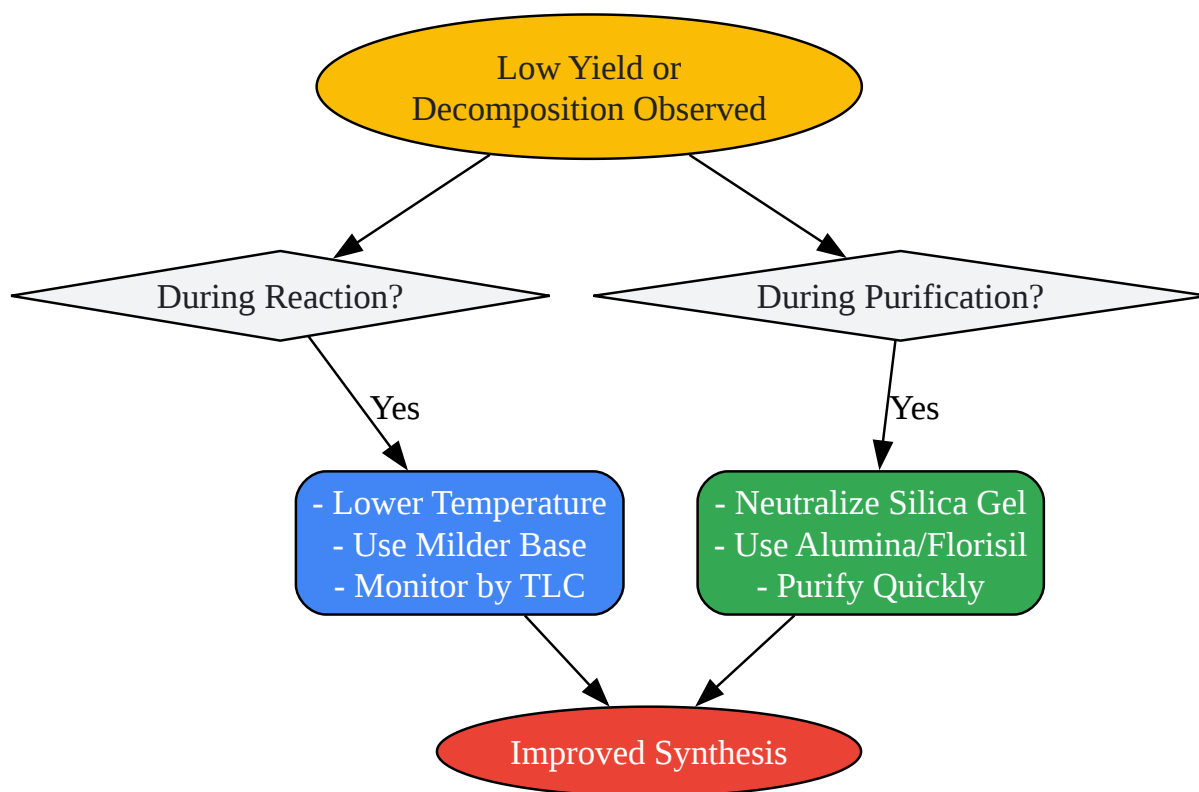 Low Yield or
Decomposition Observed
During Reaction?
During Purification?
Yes
Yes
- Lower Temperature
- Use Milder Base
- Monitor by TLC
- Neutralize Silica Gel
- Use Alumina/Florisil
- Purify Quickly
Improved Synthesis